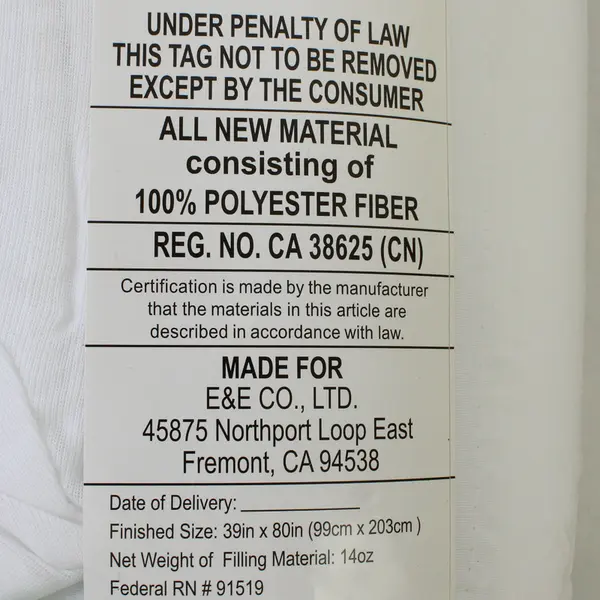 UNDER PENALTY OF LAW
THIS TAG NOT TO BE REMOVED
EXCEPT BY THE CONSUMER
ALL NEW MATERIAL
consisting of
100% POLYESTER FIBER
REG. NO. CA 38625 (CN)
Certification is made by the manufacturer
that the materials in this article are
described in accordance with law.
MADE FOR
E&E CO., LTD.
45875 Northport Loop East
Fremont, CA 94538
Date of Delivery:
Finished Size: 39in x 80in (99cm x 203cm )
Net Weight of Filling Material: 14oz
Federal RN # 91519